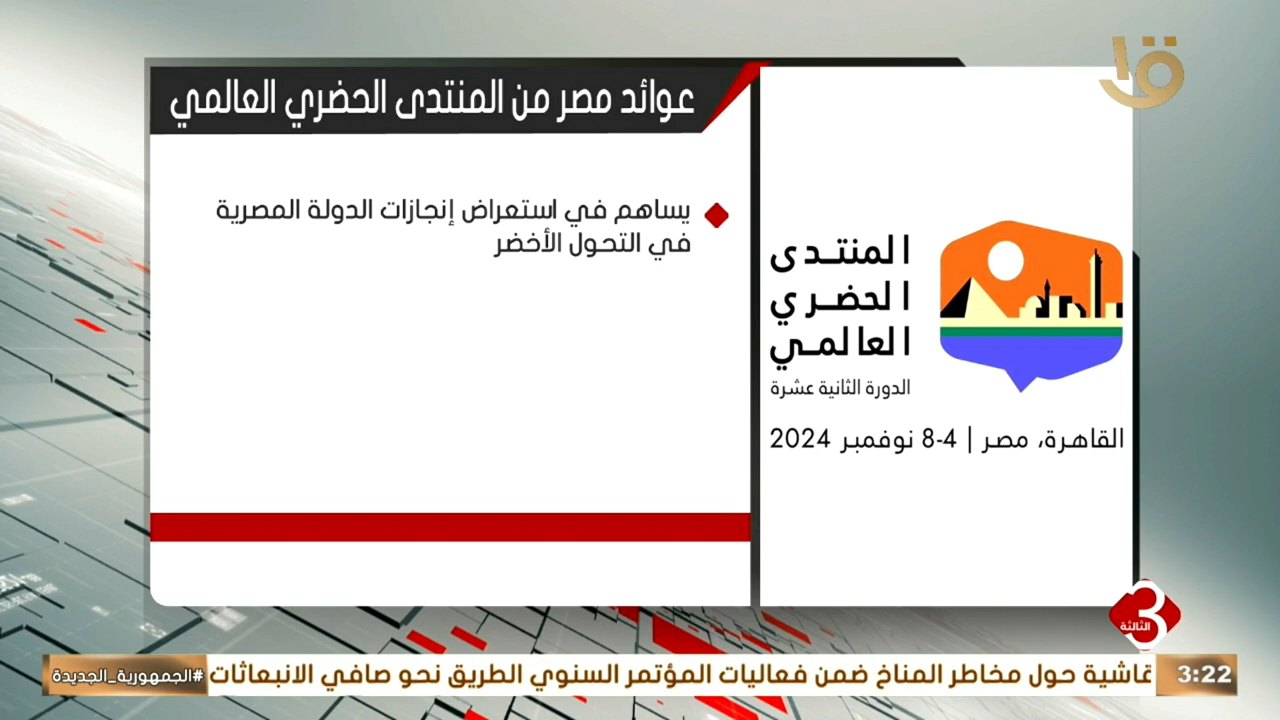 عوائد مصر من المنتدى الحضري العالمي
يساهم في استعراض إنجازات الدولة المصرية
في التحول الأخضر
المنتدى
الحضري
العالمي
الدورة الثانية عشرة
القاهرة، مصر | 4-8 نوفمبر 2024
3
الثالثة
3:22
حول مخاطر المناخ ضمن فعاليات المؤتمر السنوي الطريق نحو صافي الانبعاثات
#الجمهورية_الجديدة